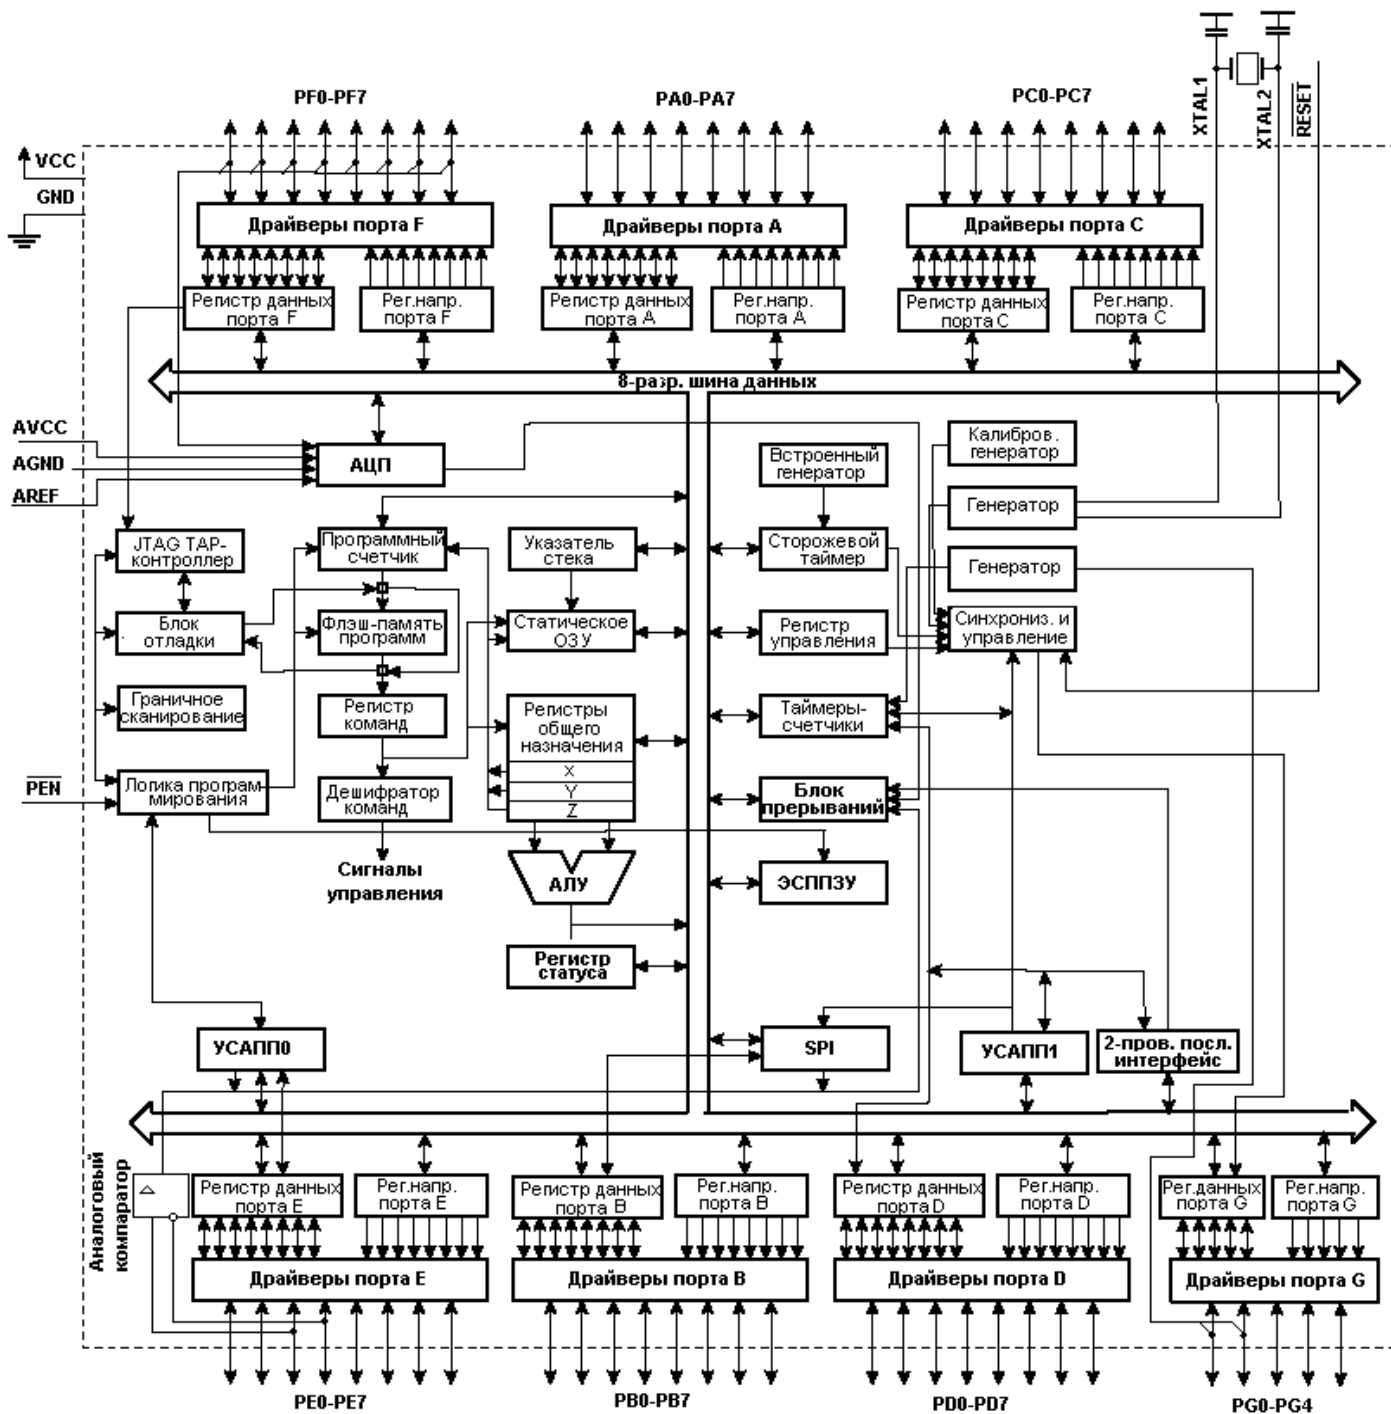 XTAL1
XTAL2
RESET
PF0-PF7
PA0-PA7
PC0-PC7
VCC
GND
Драйверы порта F
Драйверы порта A
Драйверы порта C
Регистр данных
порта F
Рег.напр.
порта F
Регистр данных
порта A
Рег.напр.
порта A
Регистр данных
порта C
Рег.напр.
порта C
8-разр. шина данных
AVCC
AGND
AREF
АЦП
Встроенный
генератор
Калибров.
генератор
Генератор
JTAG TAP-
контроллер
Программный
счетчик
Указатель
стека
Сторожевой
таймер
Генератор
Блок
отладки
Флэш-память
программ
Статическое
ОЗУ
Регистр
управления
Синхрониз. и
управление
Граничное
сканирование
Регистр
команд
Регистры
общего
назначения
X
Y
Z
Таймеры-
счетчики
PEN
Логика програм
мирования
Дешифратор
команд
Блок
прерываний
Сигналы
управления
АЛУ
ЭСППЗУ
Регистр
статуса
УСАПП0
SPI
УСАПП1
2-пров. посл.
интерфейс
Аналоговый
компаратор
Регистр данных
порта E
Рег.напр.
порта E
Регистр данных
порта B
Рег.напр.
порта B
Регистр данных
порта D
Рег.напр.
порта D
Рег.данных
порта G
Рег.напр.
порта G
Драйверы порта E
Драйверы порта B
Драйверы порта D
Драйверы порта G
PE0-PE7
PB0-PB7
PD0-PD7
PG0-PG4